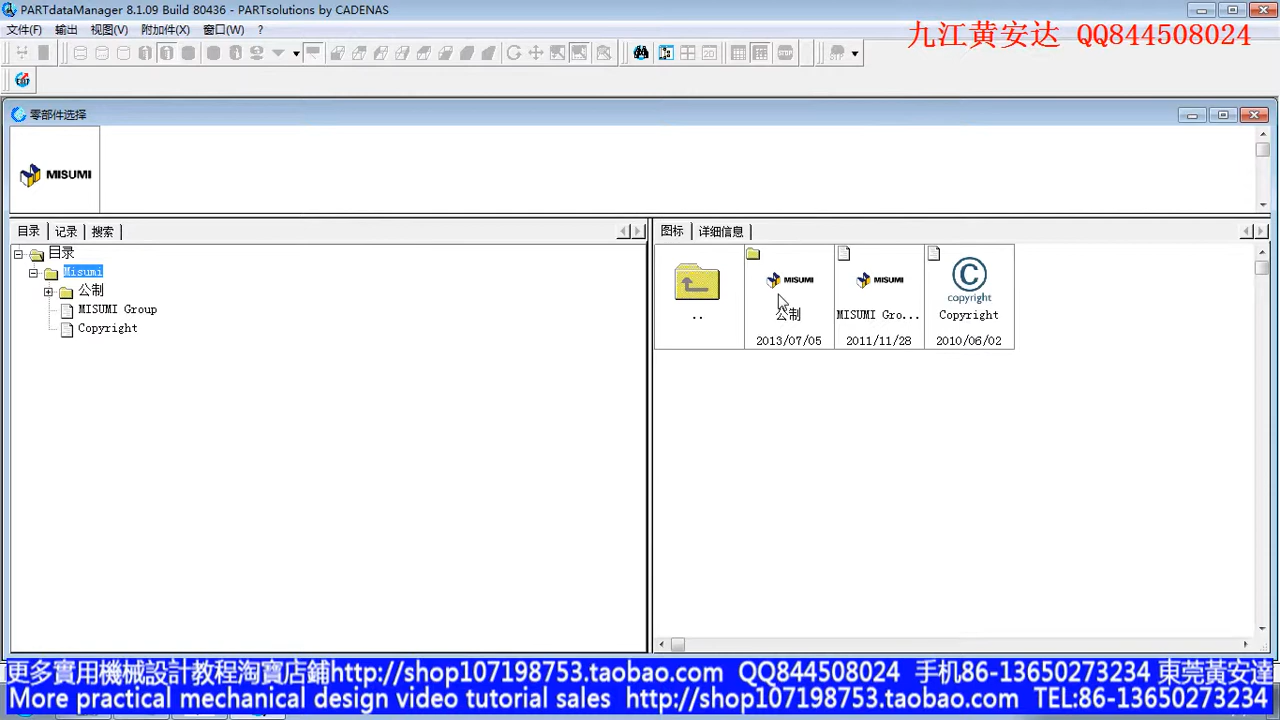 PARTdataManager 8.1.09 Build 80436 - PARTsolutions by CADENAS
文件(F) 输出 视图(V) 附加件(X) 窗口(W) ?
九江黄安达 QQ844508024
零部件选择
MISUMI
目录 记录 搜索
图标 详细信息
目录
Misumi
公制
MISUMI Group
Copyright
..
MISUMI
公制
2013/07/05
MISUMI
MISUMI Gro...
2011/11/28
copyright
Copyright
2010/06/02
更多實用機械設計教程淘寶店鋪http://shop107198753.taobao.com QQ844508024 手机86-13650273234 東莞黃安達
More practical mechanical design video tutorial sales http://shop107198753.taobao.com TEL:86-13650273234